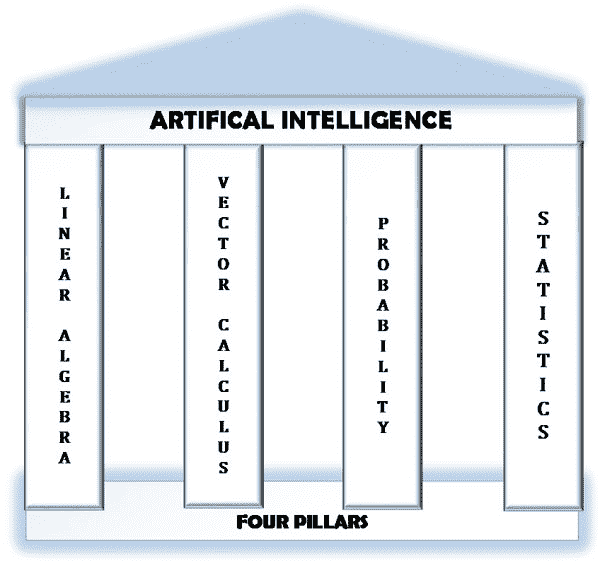 ARTIFICAL INTELLIGENCE
LINEAR ALGEBRA
VECTOR CALCULUS
PROBABILITY
STATISTICS
FOUR PILLARS